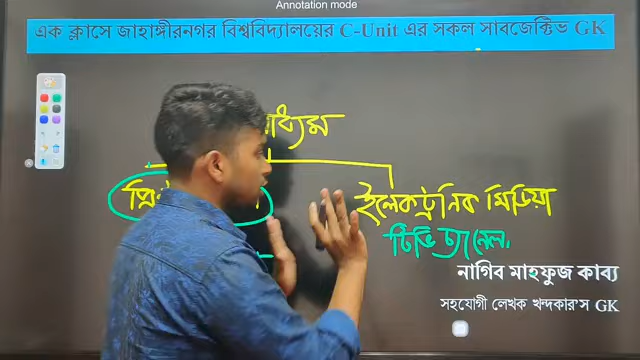 Annotation mode
এক ক্লাসে জাহাঙ্গীরনগর বিশ্ববিদ্যালয়ের C-Unit এর সকল সাবজেক্টিভ GK
ইলেকট্রনিক মিডিয়া
টিভি চ্যানেল.
নাগিব মাহফুজ কাব্য
সহযোগী লেখক খন্দকার'স GK